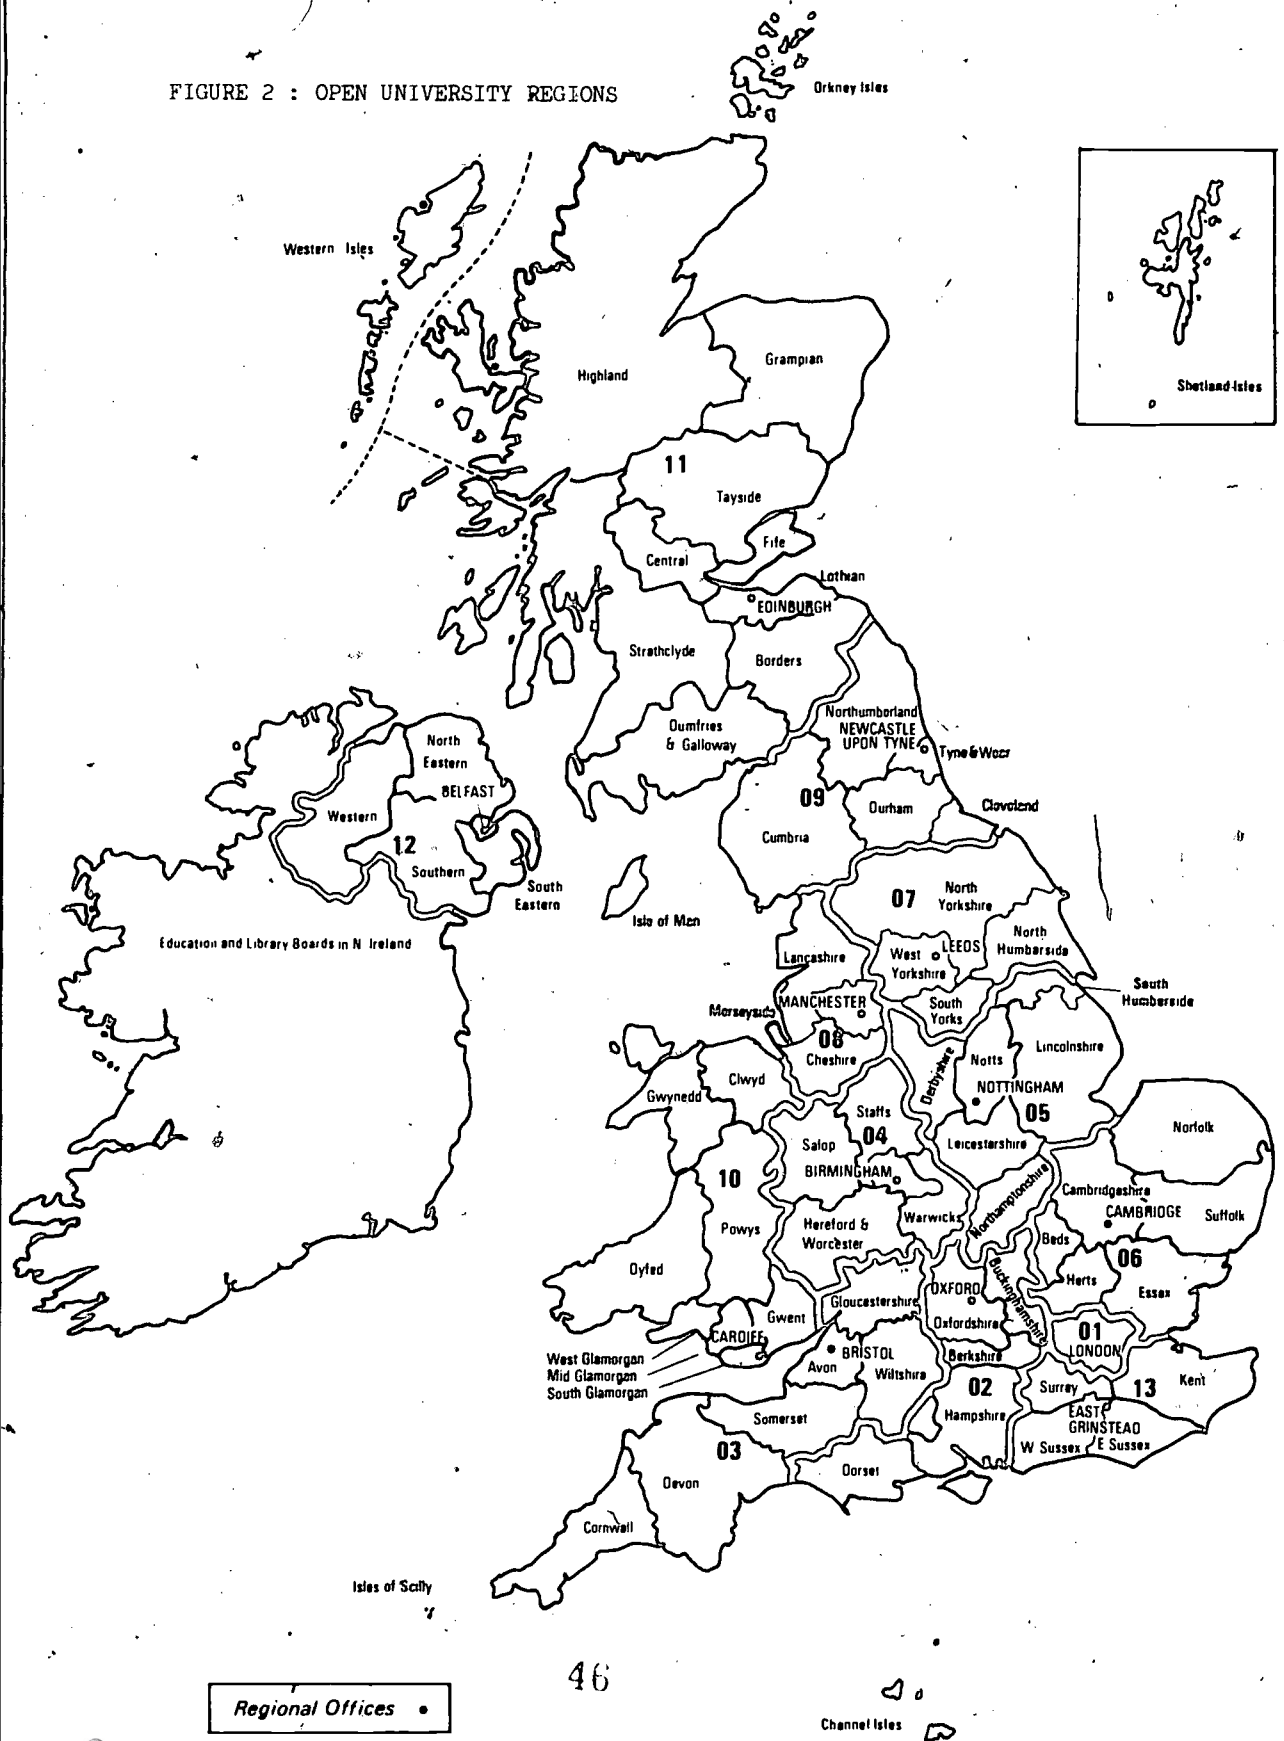 FIGURE 2 : OPEN UNIVERSITY REGIONS
Orkney Isles
Western Isles
Shetland Isles
Highland
Grampian
11
Tayside
Central
Fife
Lothian
EDINBURGH
Strathclyde
Borders
Dumfries
& Galloway
Northumberland
NEWCASTLE
UPON TYNE
Tyne & Wear
North
Eastern
BELFAST
Western
12
Southern
South
Eastern
Education and Library Boards in N Ireland
Isle of Man
09
Cumbria
Durham
Cleveland
07
North
Yorkshire
Lancashire
West
Yorkshire
LEEDS
North
Humberside
South
Humberside
Merseyside
MANCHESTER
South
Yorks
08
Cheshire
Derbyshire
Notts
Lincolnshire
NOTTINGHAM
05
Gwynedd
Clwyd
Staffs
04
Salop
BIRMINGHAM
Leicestershire
Norfolk
10
Powys
Hereford &
Worcester
Warwicks
Northamptonshire
Cambridgeshire
CAMBRIDGE
Suffolk
Beds
06
Herts
Essex
Dyfed
Gwent
Gloucestershire
OXFORD
Oxfordshire
Buckinghamshire
01
LONDON
CARDIFF
West Glamorgan
Mid Glamorgan
South Glamorgan
BRISTOL
Avon
Wiltshire
Berkshire
02
Hampshire
Surrey
13
Kent
EAST
GRINSTEAD
W Sussex
E Sussex
Somerset
03
Devon
Dorset
Cornwall
Isles of Scilly
46
Regional Offices •
Channel Isles